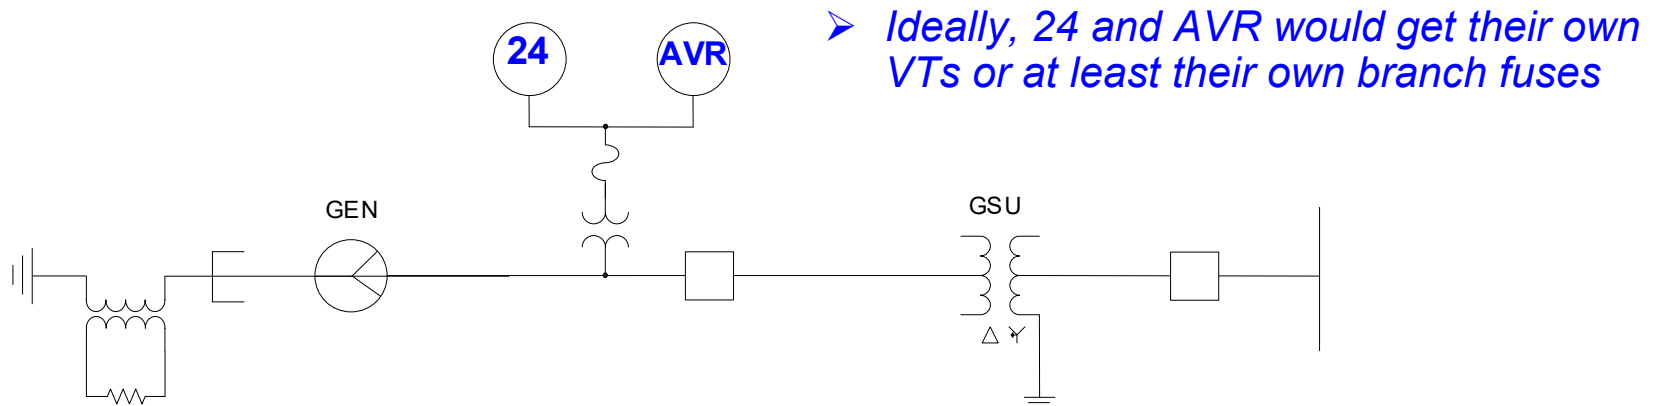 24
AVR
➢ Ideally, 24 and AVR would get their own
VTs or at least their own branch fuses
GEN
GSU